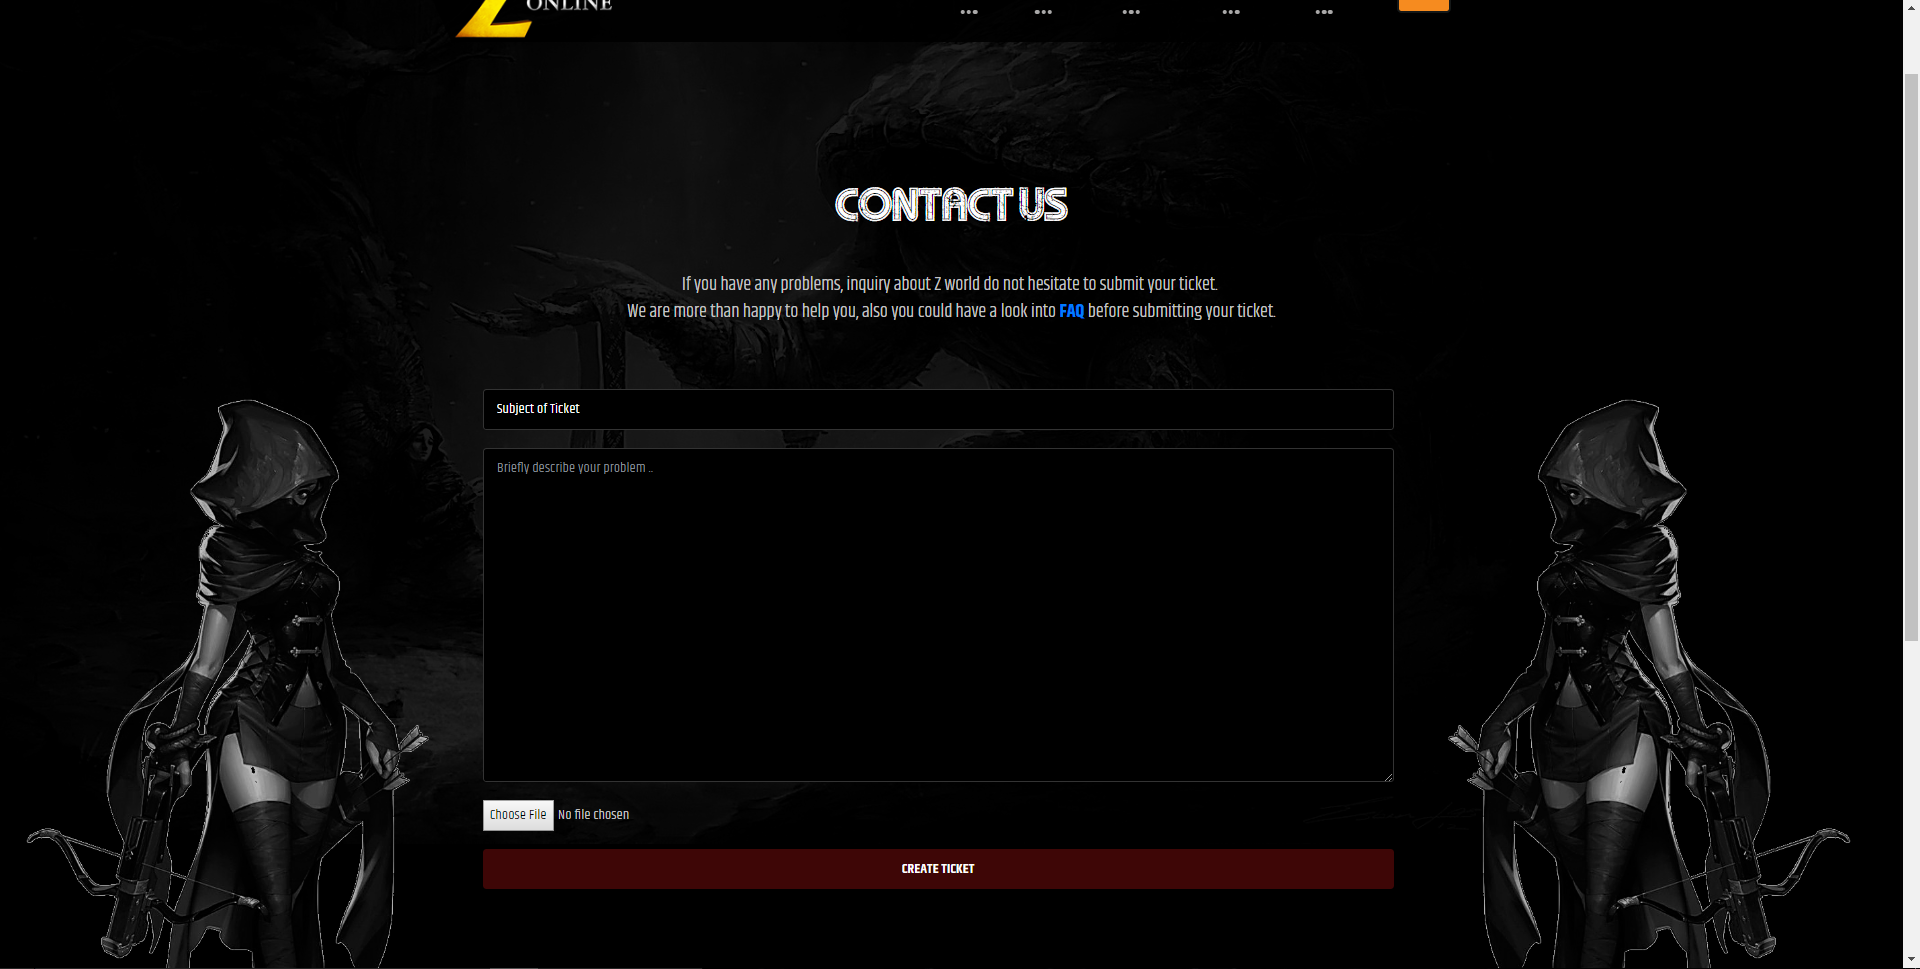 Z ONLINE
CONTACT US
If you have any problems, inquiry about Z world do not hesitate to submit your ticket.
We are more than happy to help you, also you could have a look into FAQ before submitting your ticket.
Subject of Ticket
Briefly describe your problem ..
Choose File No file chosen
CREATE TICKET